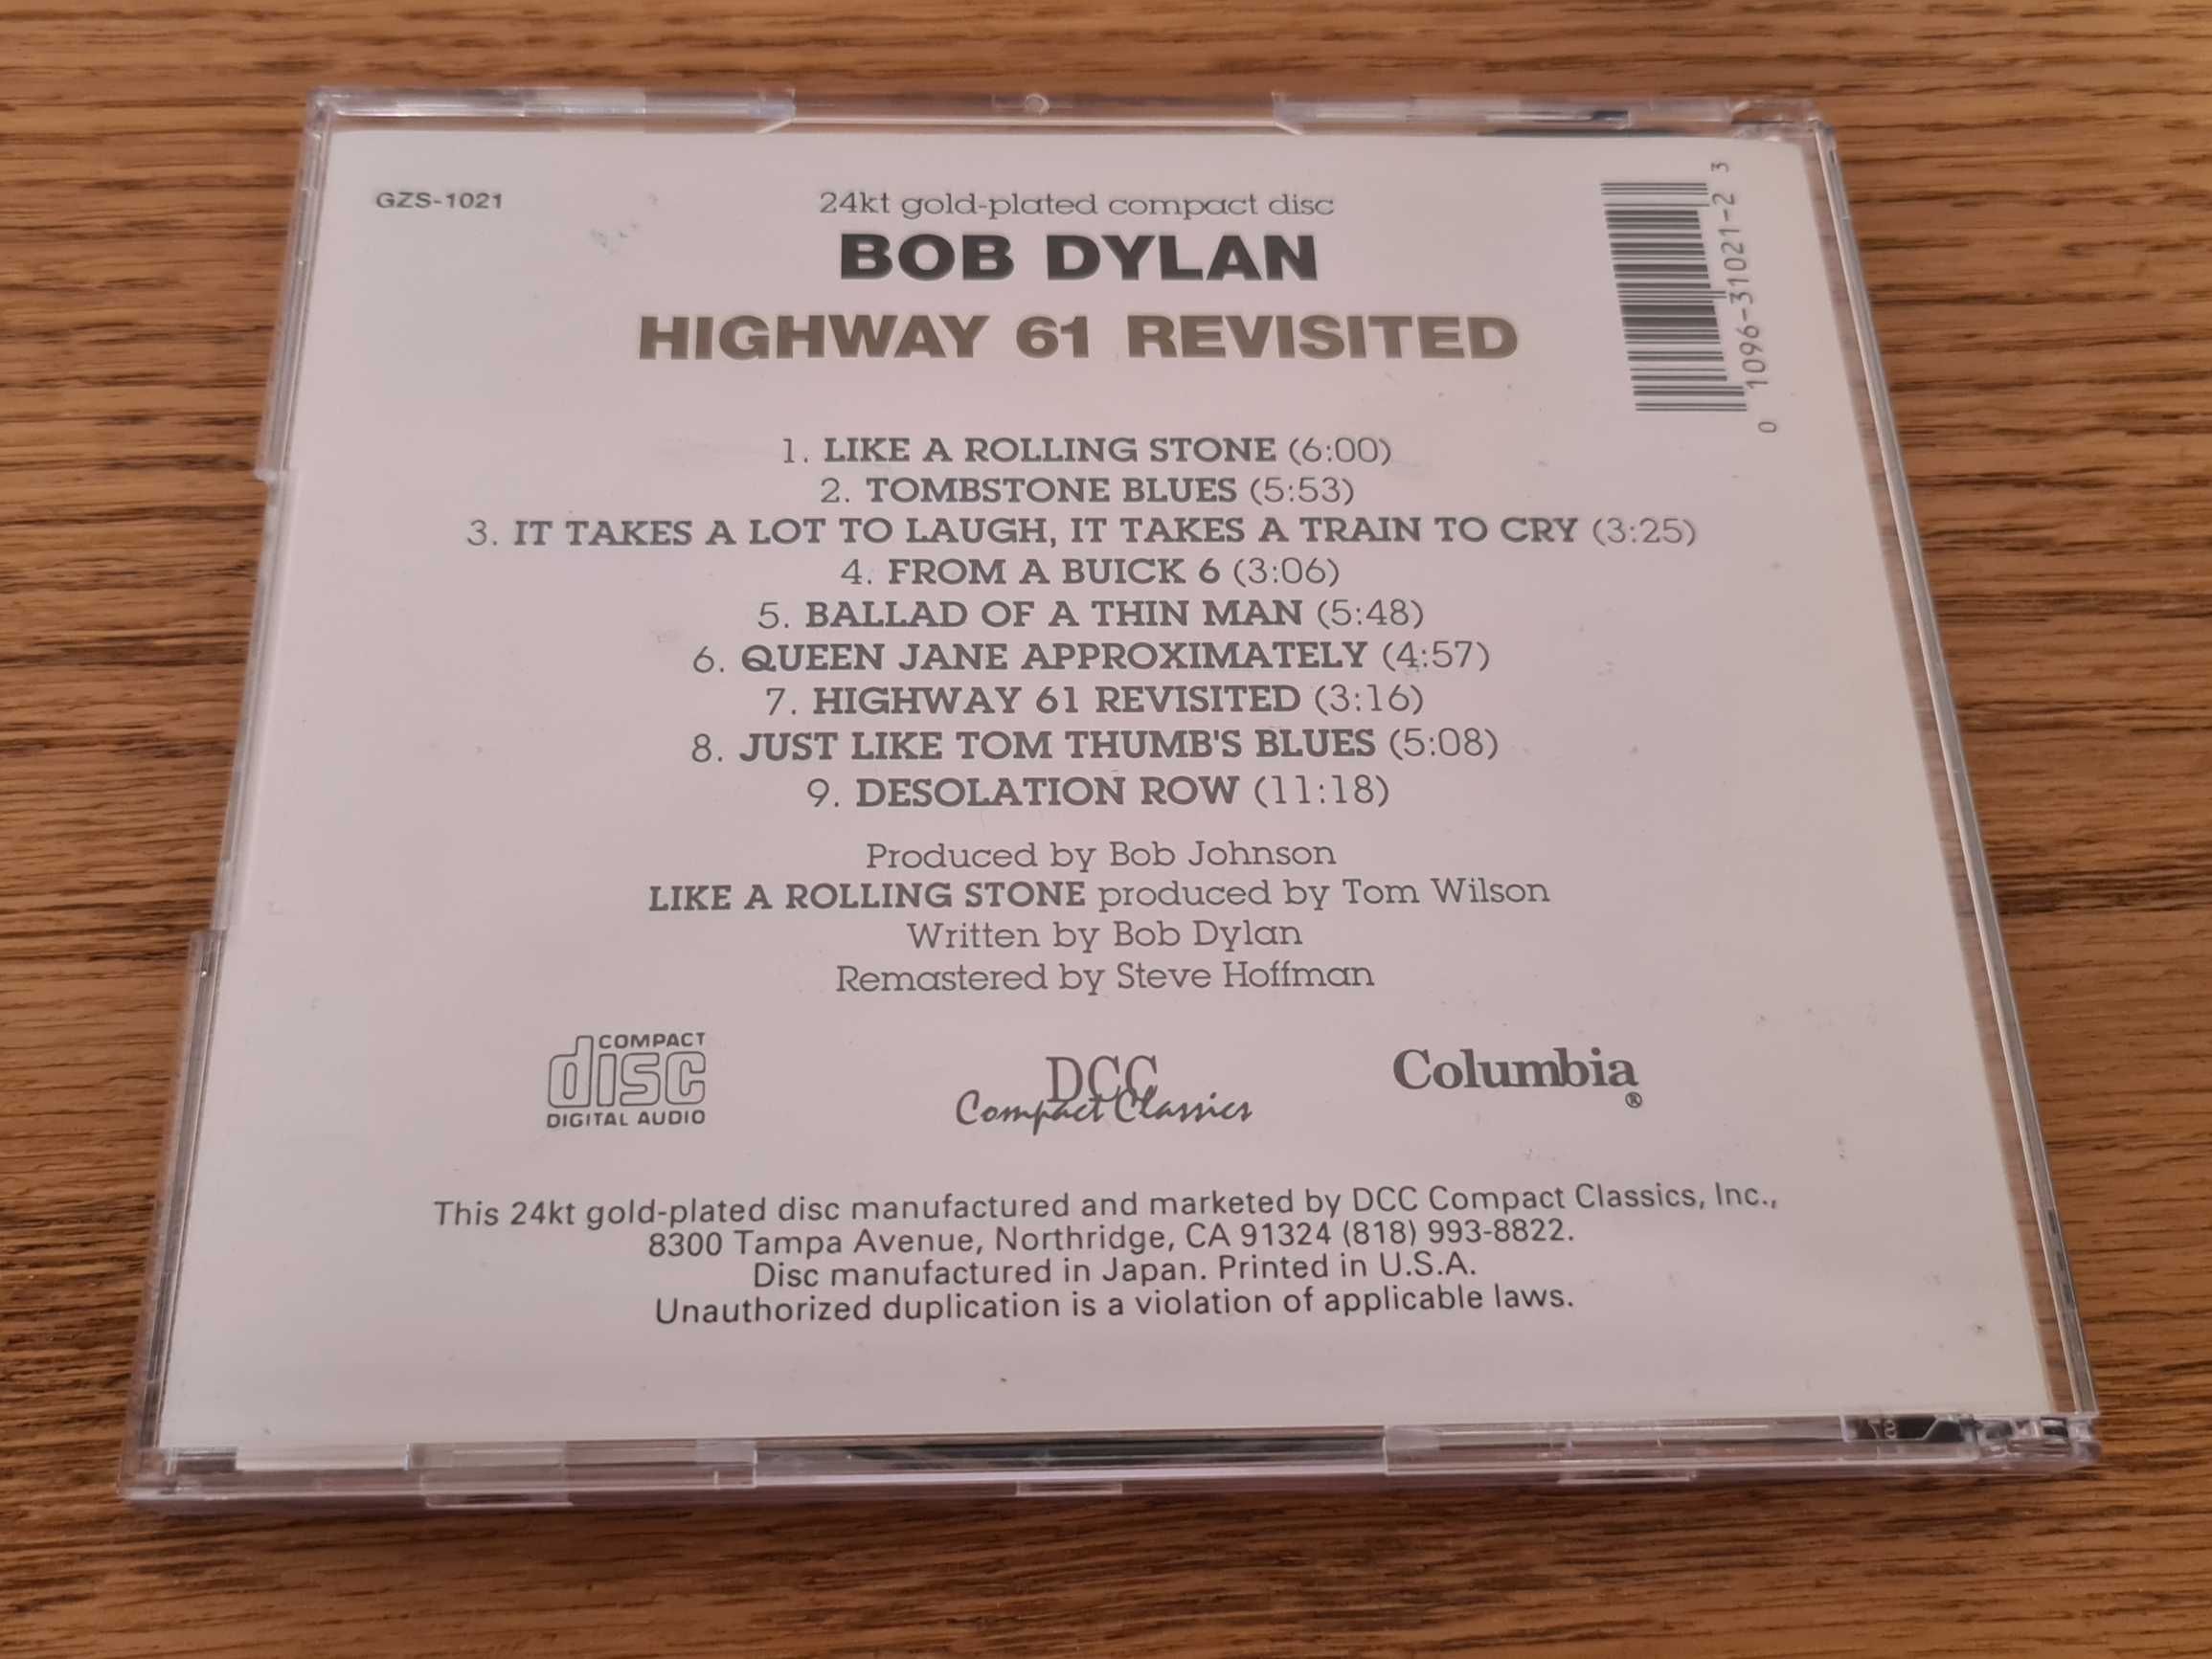 GZS-1021
24kt gold-plated compact disc
BOB DYLAN
HIGHWAY 61 REVISITED
0 1096-31021-2 3
1. LIKE A ROLLING STONE (6:00)
2. TOMBSTONE BLUES (5:53)
3. IT TAKES A LOT TO LAUGH, IT TAKES A TRAIN TO CRY (3:25)
4. FROM A BUICK 6 (3:06)
5. BALLAD OF A THIN MAN (5:48)
6. QUEEN JANE APPROXIMATELY (4:57)
7. HIGHWAY 61 REVISITED (3:16)
8. JUST LIKE TOM THUMB'S BLUES (5:08)
9. DESOLATION ROW (11:18)
Produced by Bob Johnson
LIKE A ROLLING STONE produced by Tom Wilson
Written by Bob Dylan
Remastered by Steve Hoffman
COMPACT
disc
DIGITAL AUDIO
DCC
Compact Classics
Columbia
®
This 24kt gold-plated disc manufactured and marketed by DCC Compact Classics, Inc.,
8300 Tampa Avenue, Northridge, CA 91324 (818) 993-8822.
Disc manufactured in Japan. Printed in U.S.A.
Unauthorized duplication is a violation of applicable laws.